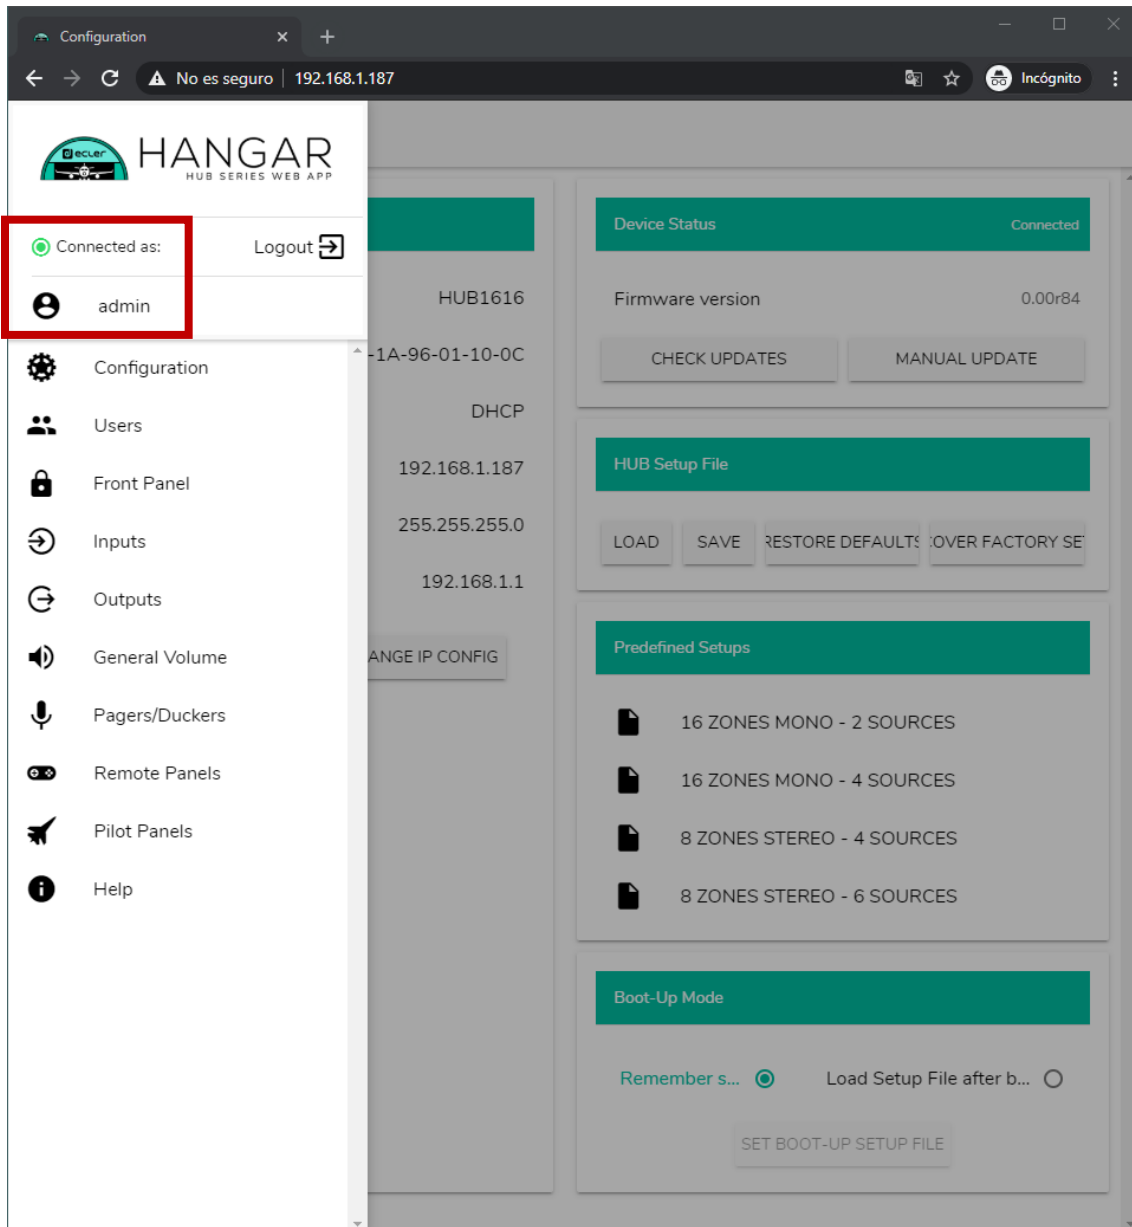 Configuration
No es seguro
192.168.1.187
Incógnito
ecler
HANGAR
HUB SERIES WEB APP
Connected as:
Logout
admin
Configuration
Users
Front Panel
Inputs
Outputs
General Volume
Pagers/Duckers
Remote Panels
Pilot Panels
Help
HUB1616
-1A-96-01-10-0C
DHCP
192.168.1.187
255.255.255.0
192.168.1.1
ANGE IP CONFIG
Device Status
Connected
Firmware version
0.00r84
CHECK UPDATES
MANUAL UPDATE
HUB Setup File
LOAD
SAVE
RESTORE DEFAULTS
COVER FACTORY SE
Predefined Setups
16 ZONES MONO - 2 SOURCES
16 ZONES MONO - 4 SOURCES
8 ZONES STEREO - 4 SOURCES
8 ZONES STEREO - 6 SOURCES
Boot-Up Mode
Remember s...
Load Setup File after b...
SET BOOT-UP SETUP FILE